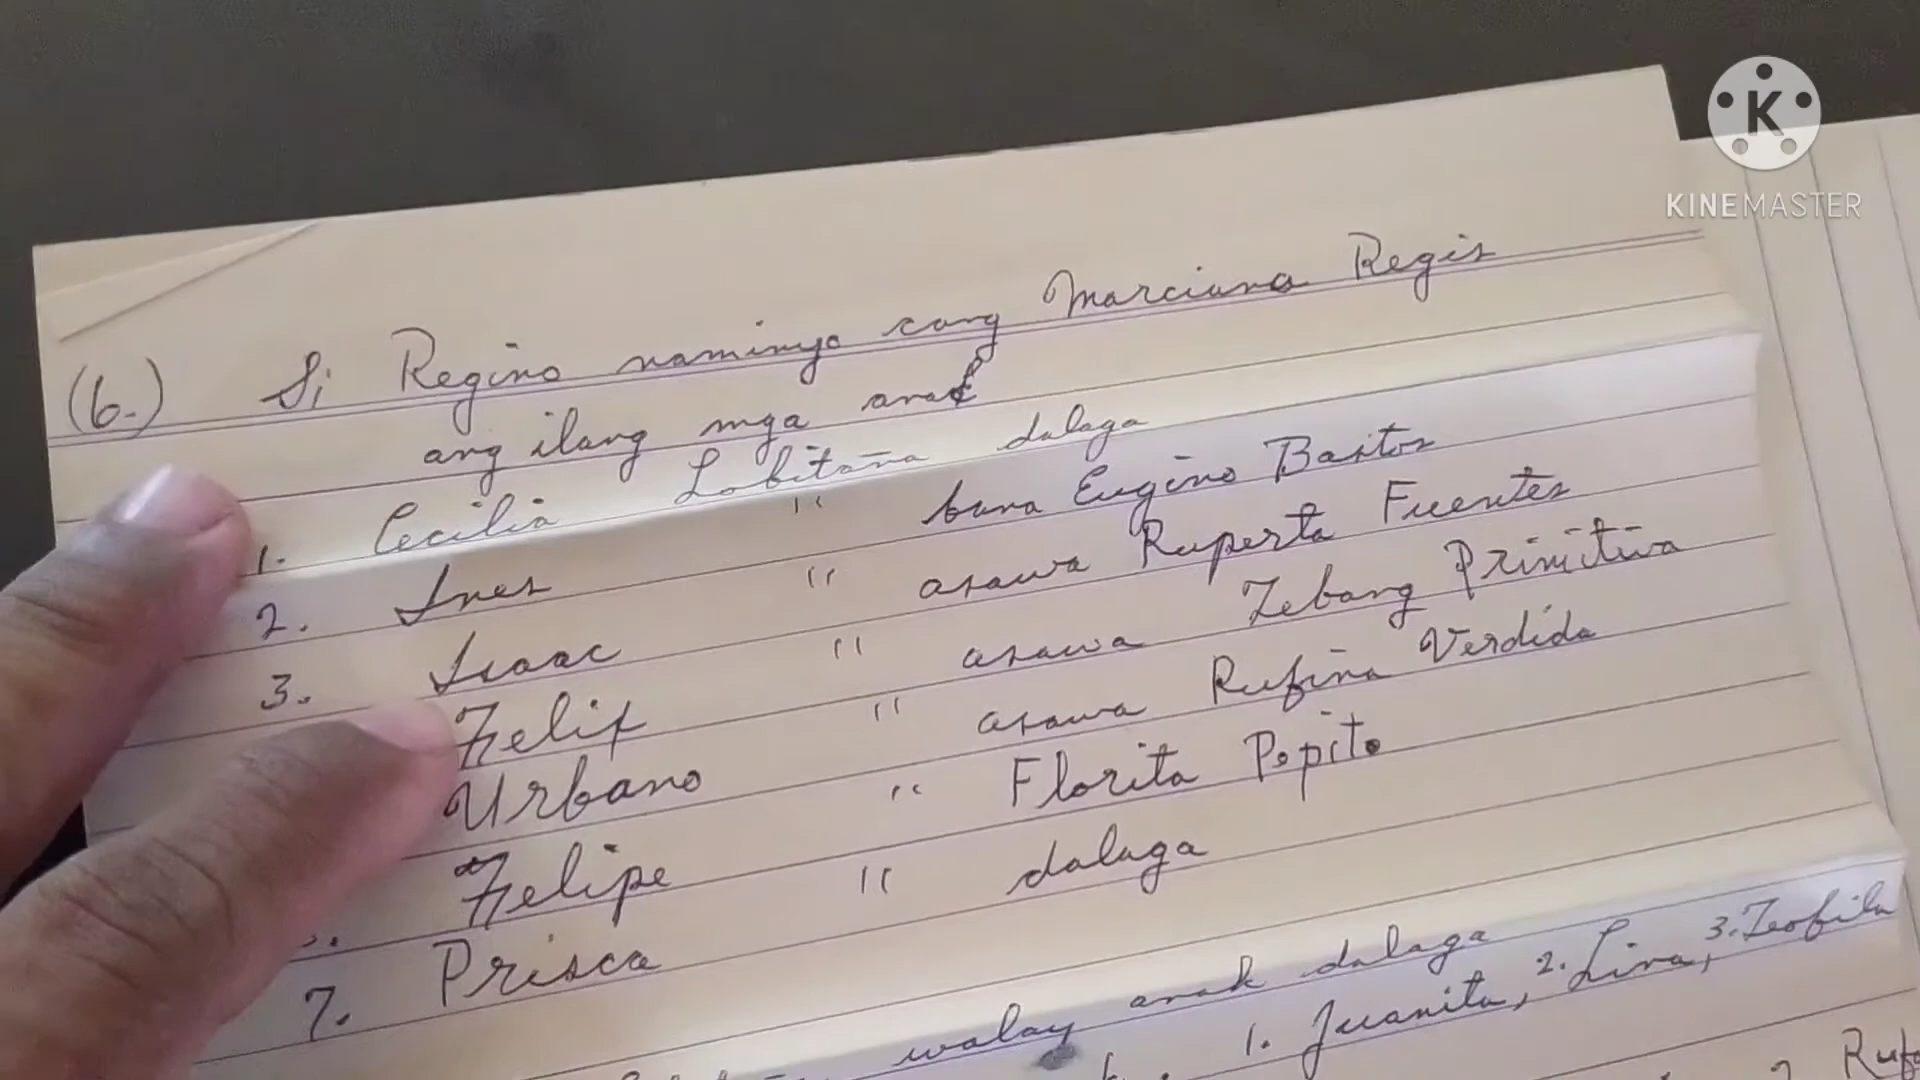 K
KINEMASTER
(6.) Si Regino naminyo cang Marciana Regis
ang ilang mga anak
1. Cecilia Lobitaña dalaga
2. Ines " bana Eugino Bastos
3. Isaac " asawa Ruperta Fuentes
Felix " asawa Zebang Primitiva
Urbano " asawa Rufina Verdida
Felipe " Florita Popito
7. Prisca " dalaga
walay anak dalaga
1. Juanita, 2. Lina, 3. Teofila